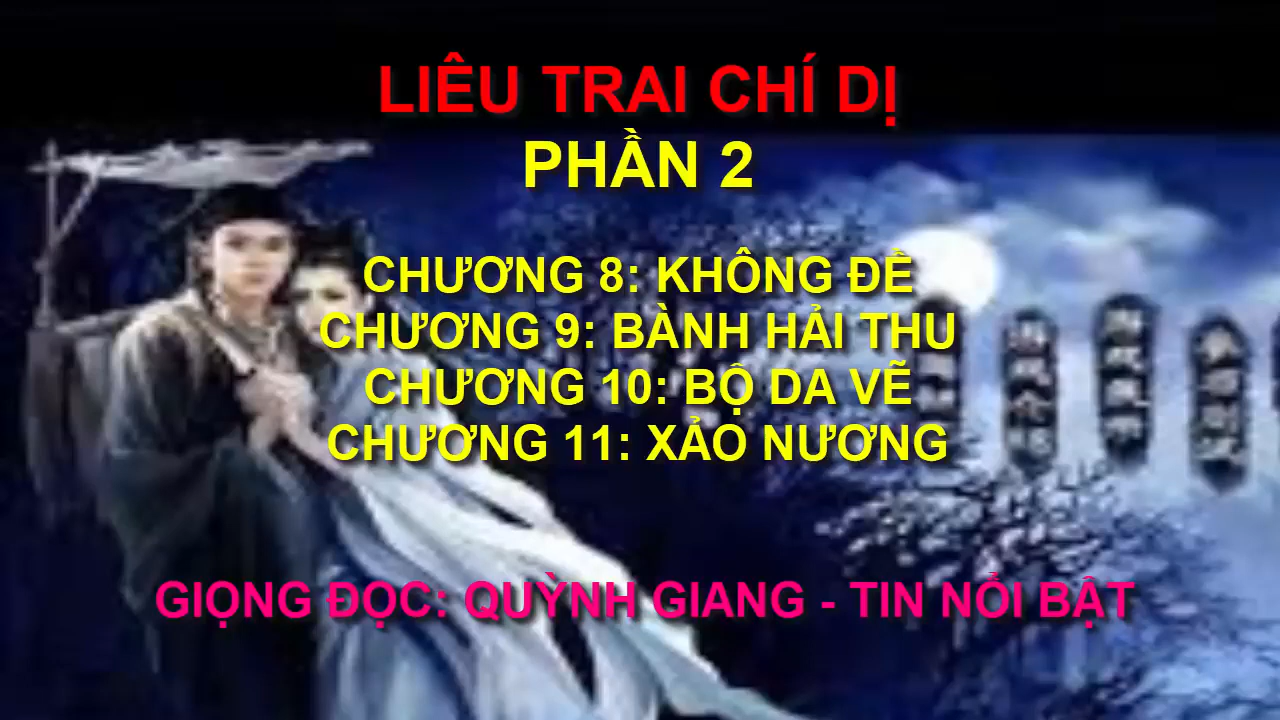 LIÊU TRAI CHÍ DỊ
PHẦN 2
CHƯƠNG 8: KHÔNG ĐỀ
CHƯƠNG 9: BÀNH HẢI THU
CHƯƠNG 10: BỘ DA VẼ
CHƯƠNG 11: XẢO NƯƠNG
GIỌNG ĐỌC: QUỲNH GIANG - TIN NỔI BẬT